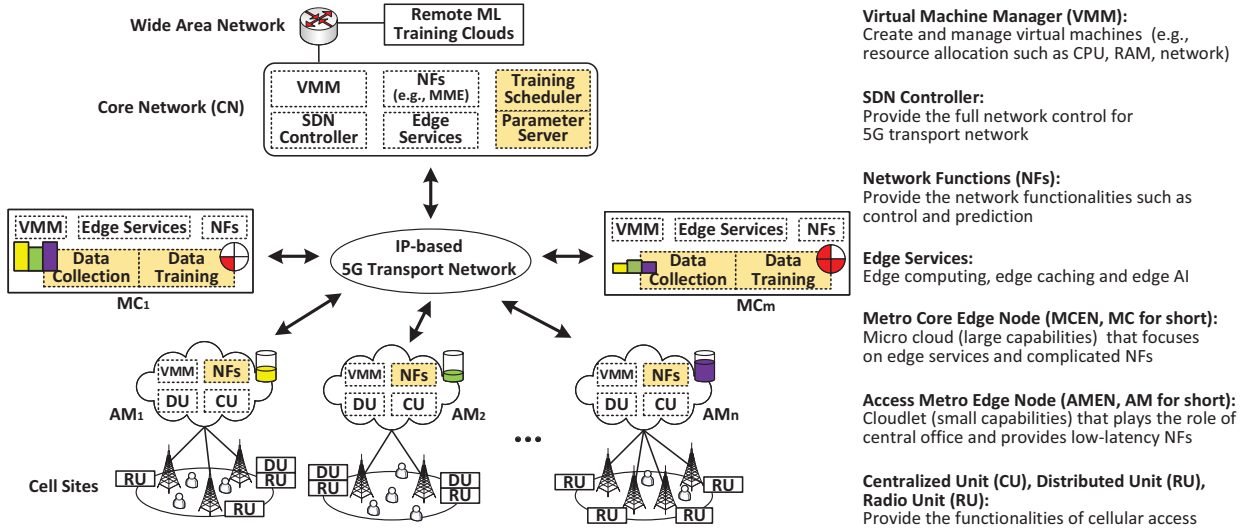 Wide Area Network
Remote ML
Training Clouds
Core Network (CN)
VMM
NFs
(e.g., MME)
Training
Scheduler
SDN
Controller
Edge
Services
Parameter
Server
VMM
Edge Services
NFs
Data
Collection
Data
Training
MC1
IP-based
5G Transport Network
VMM
Edge Services
NFs
Data
Collection
Data
Training
MCm
VMM
NFs
DU
CU
AM1
VMM
NFs
DU
CU
AM2
...
VMM
NFs
DU
CU
AMn
Cell Sites
RU
DU
RU
RU
DU
RU
DU
RU
RU
RU
RU
Virtual Machine Manager (VMM):
Create and manage virtual machines (e.g.,
resource allocation such as CPU, RAM, network)
SDN Controller:
Provide the full network control for
5G transport network
Network Functions (NFs):
Provide the network functionalities such as
control and prediction
Edge Services:
Edge computing, edge caching and edge AI
Metro Core Edge Node (MCEN, MC for short):
Micro cloud (large capabilities) that focuses
on edge services and complicated NFs
Access Metro Edge Node (AMEN, AM for short):
Cloudlet (small capabilities) that plays the role of
central office and provides low-latency NFs
Centralized Unit (CU), Distributed Unit (RU),
Radio Unit (RU):
Provide the functionalities of cellular access